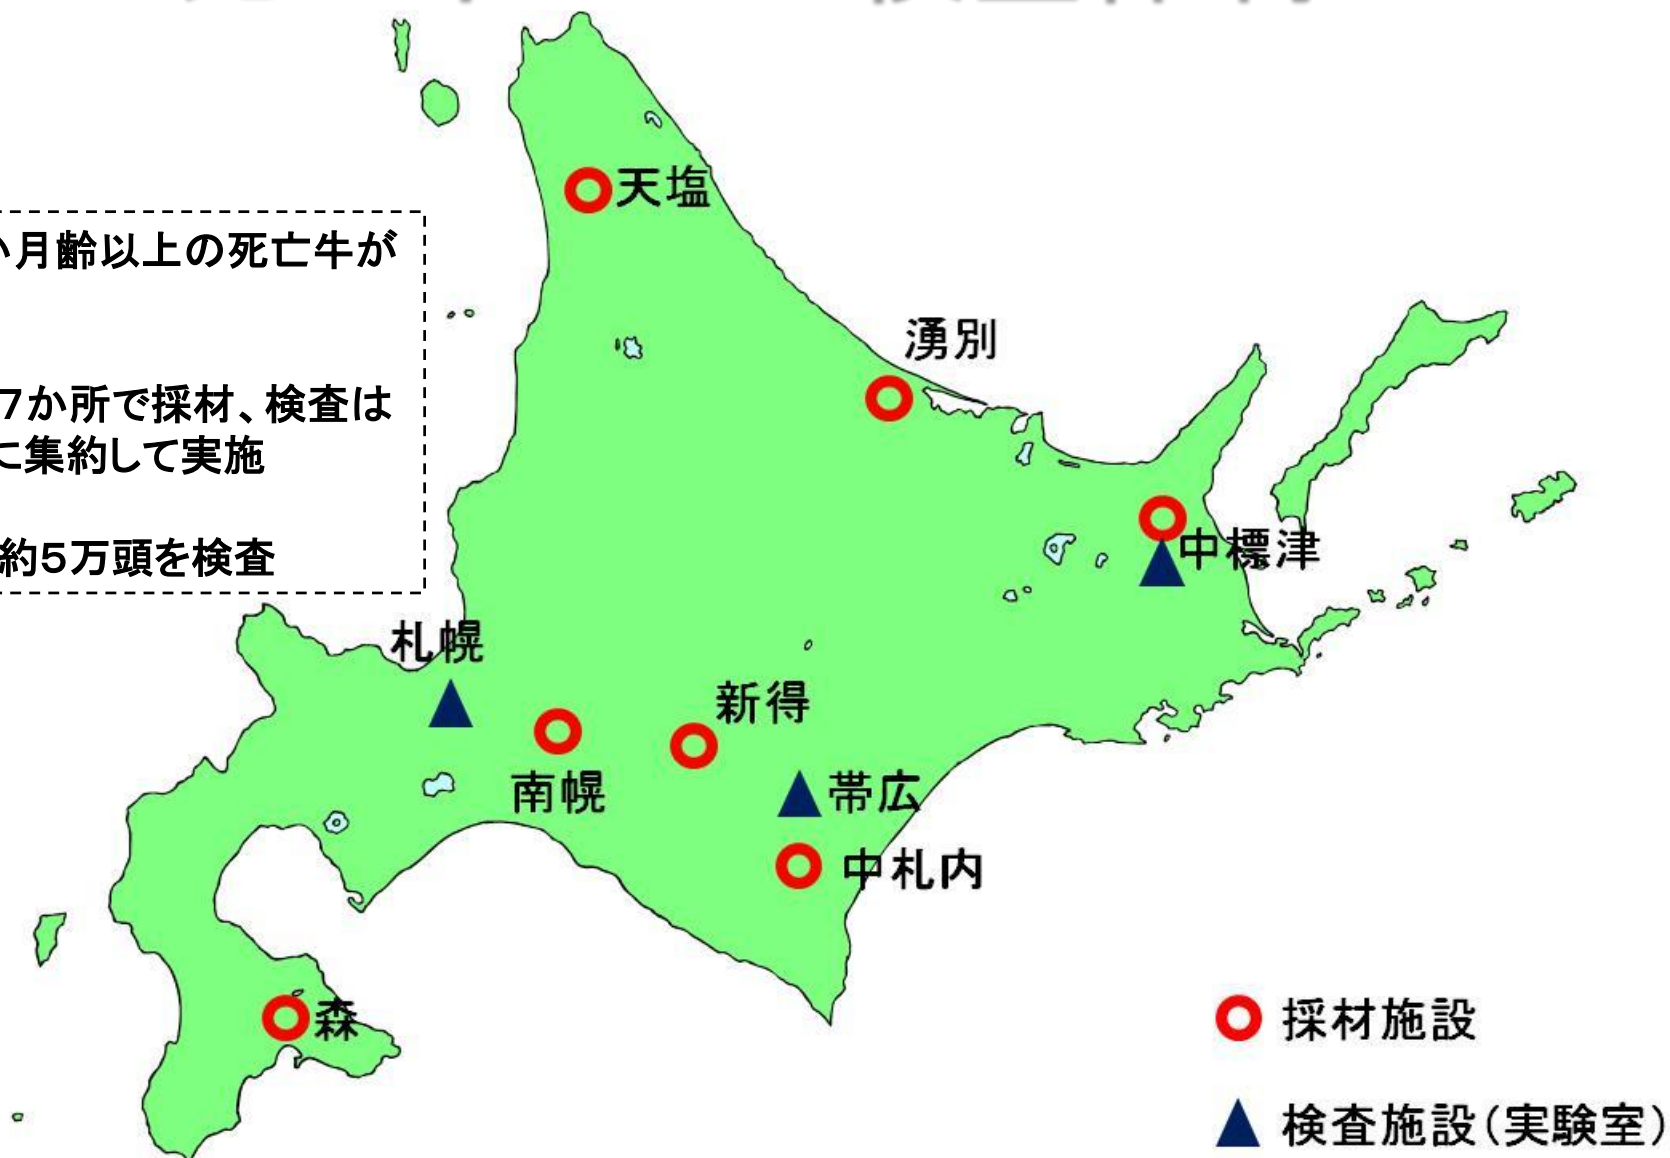 か月齢以上の死亡牛が
7か所で採材、検査は
に集約して実施
約5万頭を検査
天塩
湧別
中標津
札幌
新得
南幌
帯広
中札内
森
採材施設
検査施設(実験室)